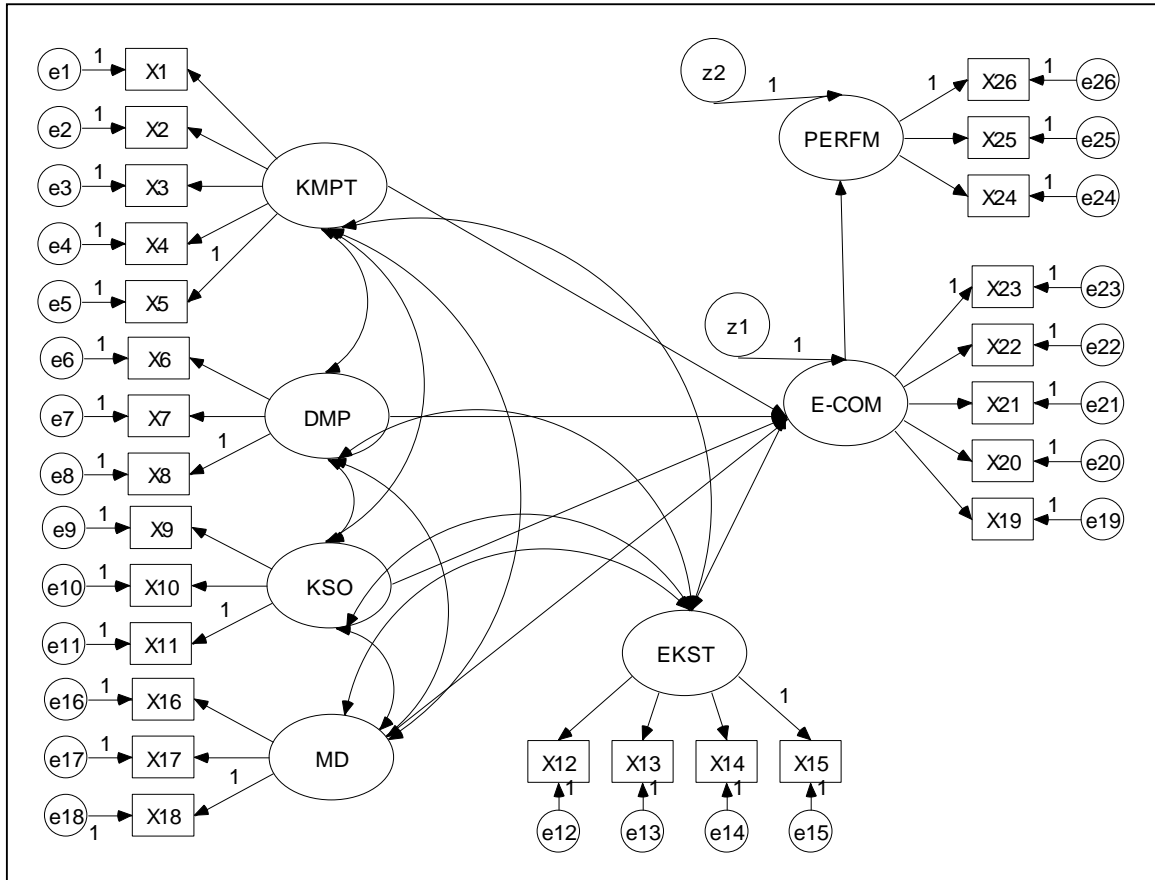 e1 1 X1
e2 1 X2
e3 1 X3
e4 1 X4
e5 1 X5 1
KMPT
e6 1 X6
e7 1 X7
e8 1 X8 1
DMP
e9 1 X9
e10 1 X10
e11 1 X11 1
KSO
e16 1 X16
e17 1 X17
e18 1 X18 1
MD
z2 1
PERFM
1 X26 1 e26
X25 1 e25
X24 1 e24
z1 1
E-COM
1 X23 1 e23
X22 1 e22
X21 1 e21
X20 1 e20
X19 1 e19
EKST
1
X12 X13 X14 X15
1 1 1 1
e12 e13 e14 e15